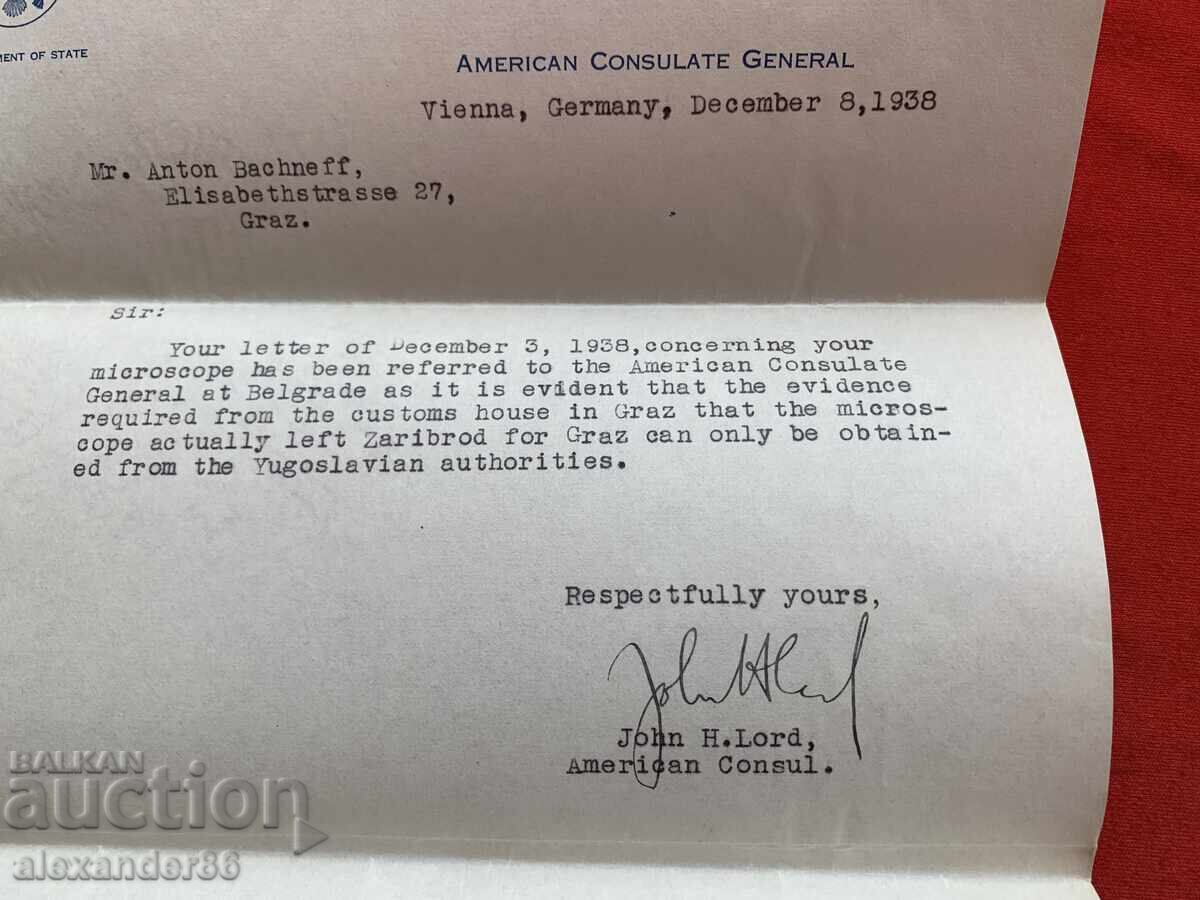 MENT OF STATE
AMERICAN CONSULATE GENERAL
Vienna, Germany, December 8,1938
Mr. Anton Bachneff,
Elisabethstrasse 27,
Graz.
Sir:
Your letter of December 3, 1938,concerning your
microscope has been referred to the American Consulate
General at Belgrade as it is evident that the evidence
required from the customs house in Graz that the micros-
cope actually left Zaribrod for Graz can only be obtain-
ed from the Yugoslavian authorities.
Respectfully yours,
John H Lord
John H.Lord,
American Consul.
BALKAN
auction
alexander86